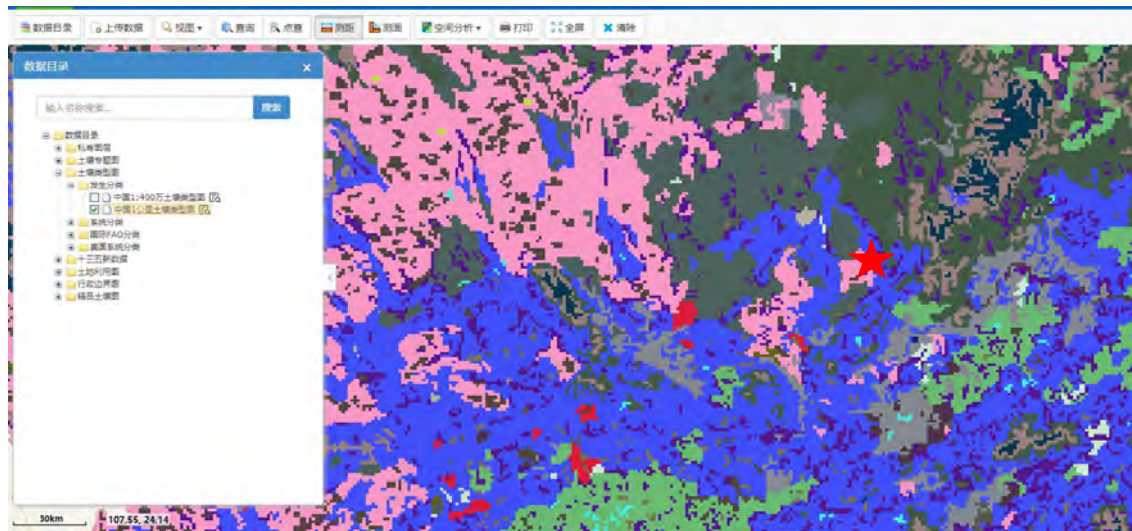 数据目录 上传数据 视图 查询 点查 测距 测面 空间分析 打印 全屏 清除
数据目录
输入名称搜索... 搜索
数据目录
私有图层
土壤专题图
土壤类型图
发生分类
中国1:400万土壤类型图
中国1公里土壤类型图
系统分类
国际FAO分类
美国系统分类
十三五新数据
土地利用图
行政边界图
精品土壤图
30km
107.55, 24.14